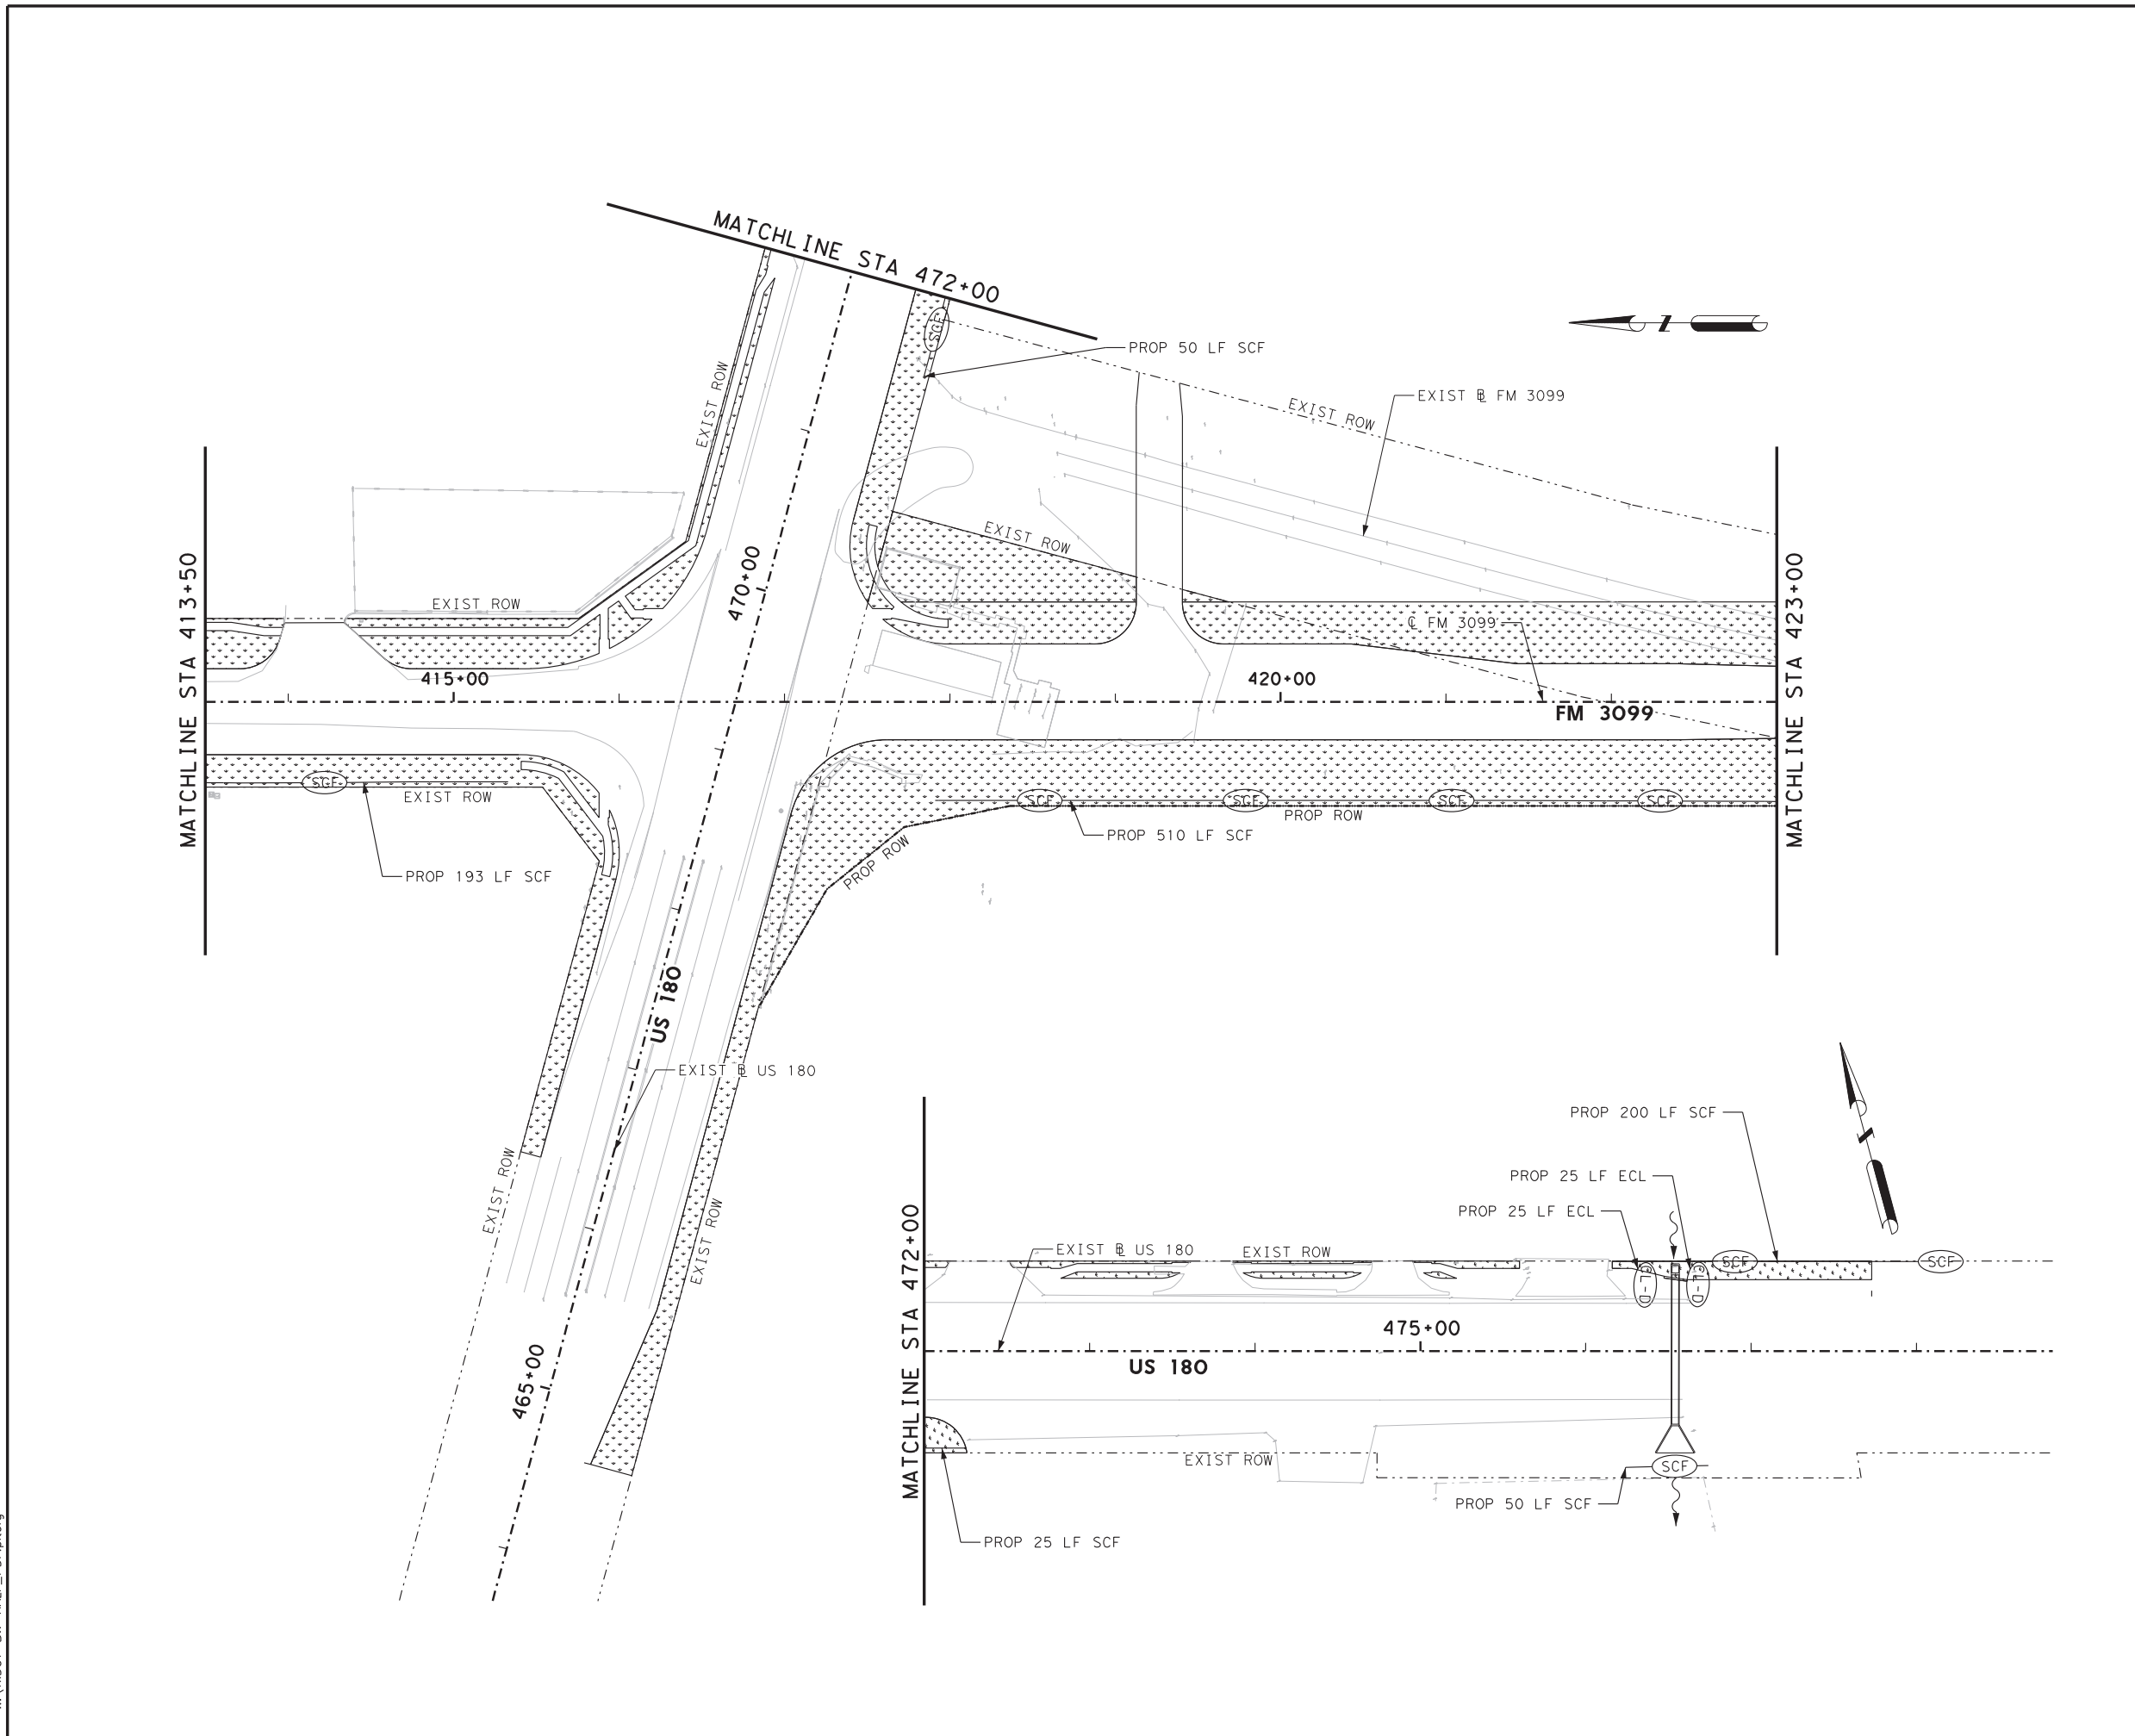 MATCHLINE STA 472+00
SCF
PROP 50 LF SCF
N
EXIST ROW
EXIST ROW
EXIST BL FM 3099
EXIST ROW
MATCHLINE STA 413+50
EXIST ROW
470+00
MATCHLINE STA 423+00
CL FM 3099
415+00
420+00
FM 3099
SCF
EXIST ROW
SCF
SCF
SCF
SCF
PROP ROW
PROP 510 LF SCF
PROP ROW
PROP 193 LF SCF
US 180
EXIST BL US 180
EXIST ROW
EXIST ROW
465+00
N
PROP 200 LF SCF
PROP 25 LF ECL
PROP 25 LF ECL
MATCHLINE STA 472+00
EXIST BL US 180
EXIST ROW
SCF
SCF
475+00
US 180
EXIST ROW
SCF
PROP 50 LF SCF
PROP 25 LF SCF